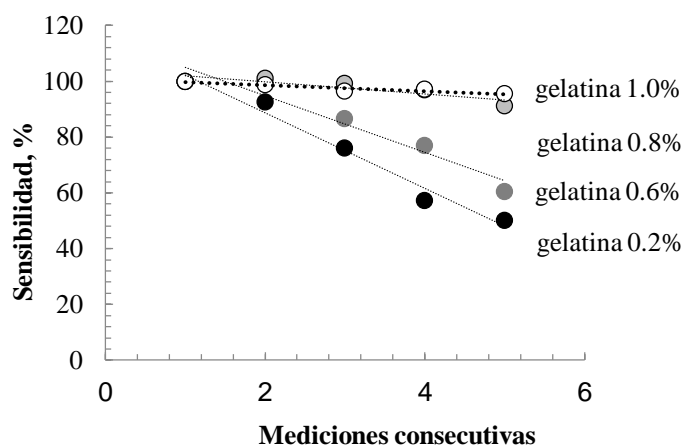 120
100
80
60
40
20
0
Sensibilidad, %
gelatina 1.0%
gelatina 0.8%
gelatina 0.6%
gelatina 0.2%
0 2 4 6
Mediciones consecutivas